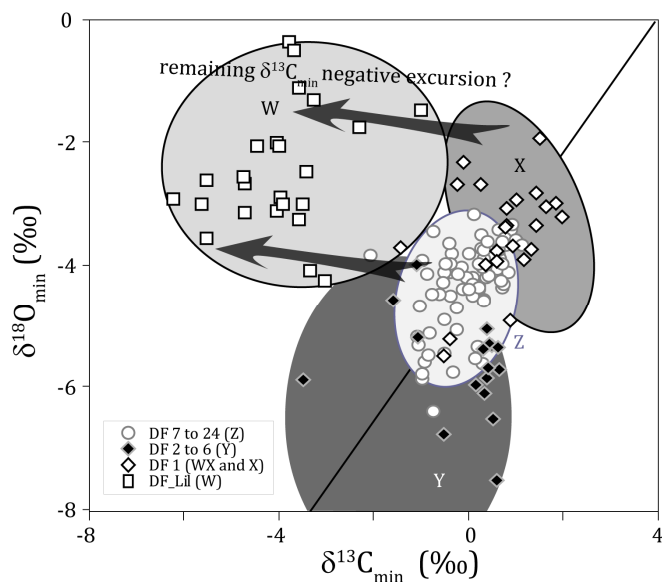 0
-2
-4
-6
-8
-8
-4
0
4
δ¹⁸Omin (‰)
δ¹³Cmin (‰)
remaining δ¹³Cmin negative excursion ?
W
X
Z
Y
DF 7 to 24 (Z)
DF 2 to 6 (Y)
DF 1 (WX and X)
DF_Lil (W)